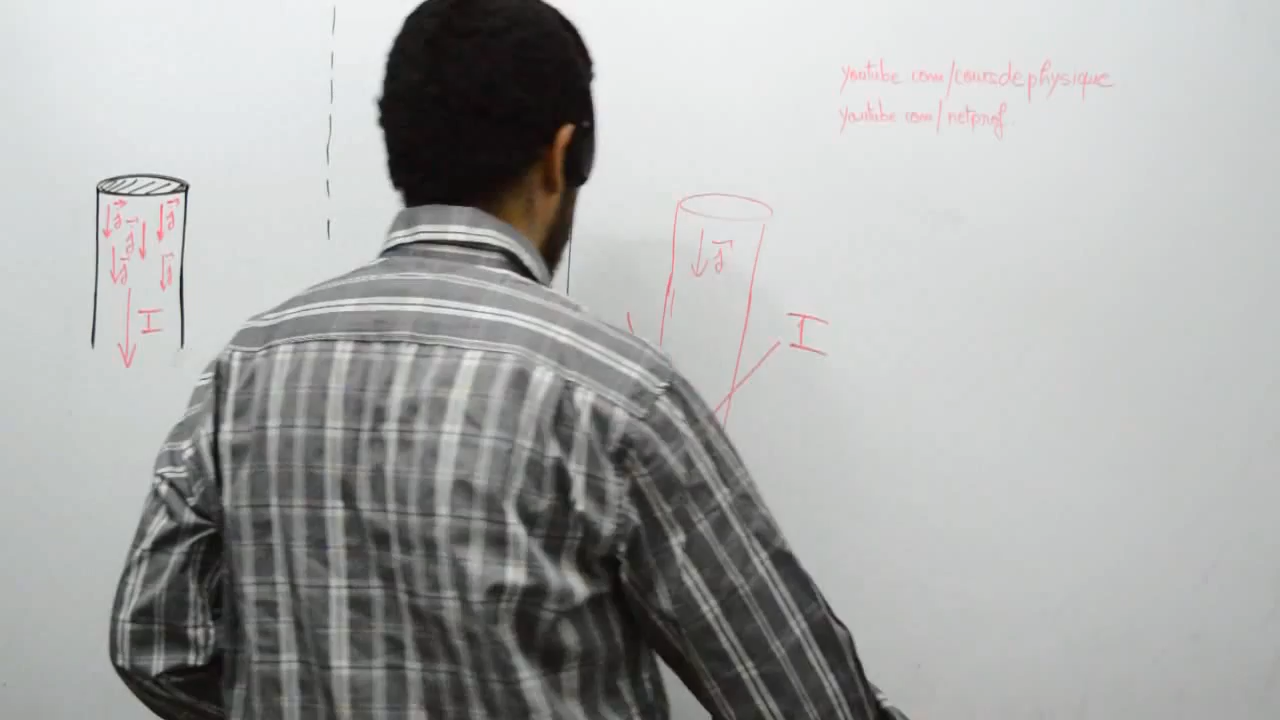 youtube com/coursdephysique
youtube com/netprof
j j
j
j j
I
j
I